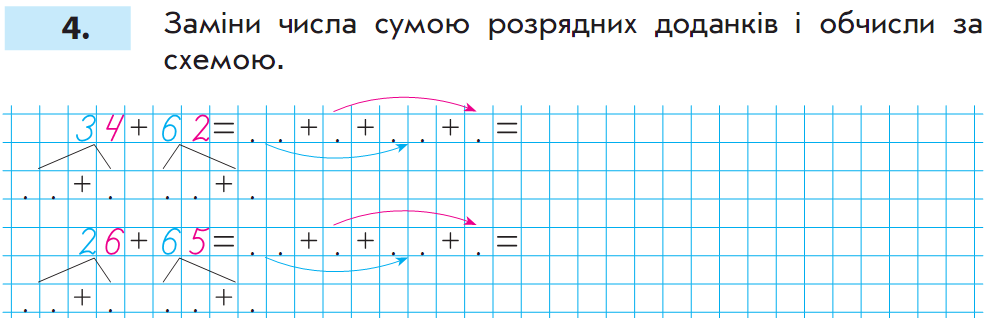 4. Заміни числа сумою розрядних доданків і обчисли за
схемою.
34 + 62 = . . + . + . . + . =
. . + . . . + .
26 + 65 = . . + . + . . + . =
. . + . . . + .